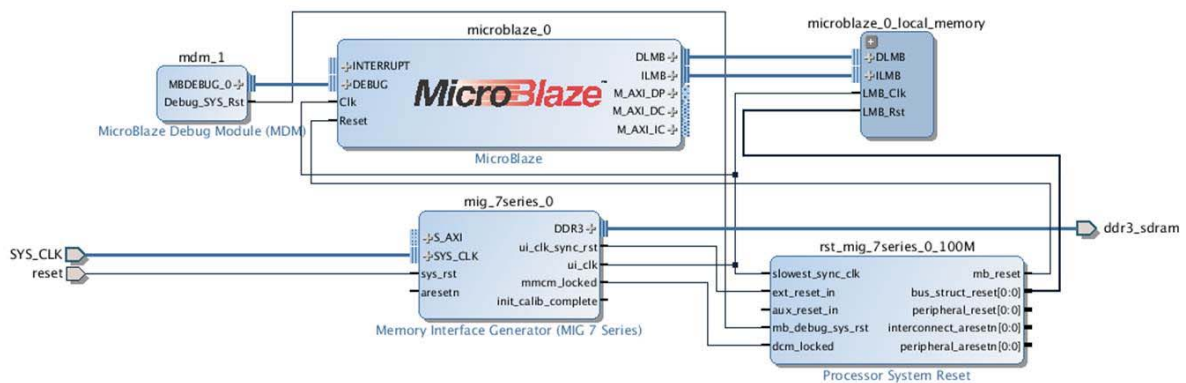 microblaze_0
microblaze_0_local_memory
mdm_1
MBDEBUG_0
Debug_SYS_Rst
MicroBlaze Debug Module (MDM)
INTERRUPT
DEBUG
Clk
Reset
MicroBlaze
DLMB
ILMB
M_AXI_DP
M_AXI_DC
M_AXI_IC
MicroBlaze
DLMB
ILMB
LMB_Clk
LMB_Rst
mig_7series_0
SYS_CLK
reset
S_AXI
SYS_CLK
sys_rst
aresetn
DDR3
ui_clk_sync_rst
ui_clk
mmcm_locked
init_calib_complete
Memory Interface Generator (MIG 7 Series)
ddr3_sdram
rst_mig_7series_0_100M
slowest_sync_clk
ext_reset_in
aux_reset_in
mb_debug_sys_rst
dcm_locked
mb_reset
bus_struct_reset[0:0]
peripheral_reset[0:0]
interconnect_aresetn[0:0]
peripheral_aresetn[0:0]
Processor System Reset